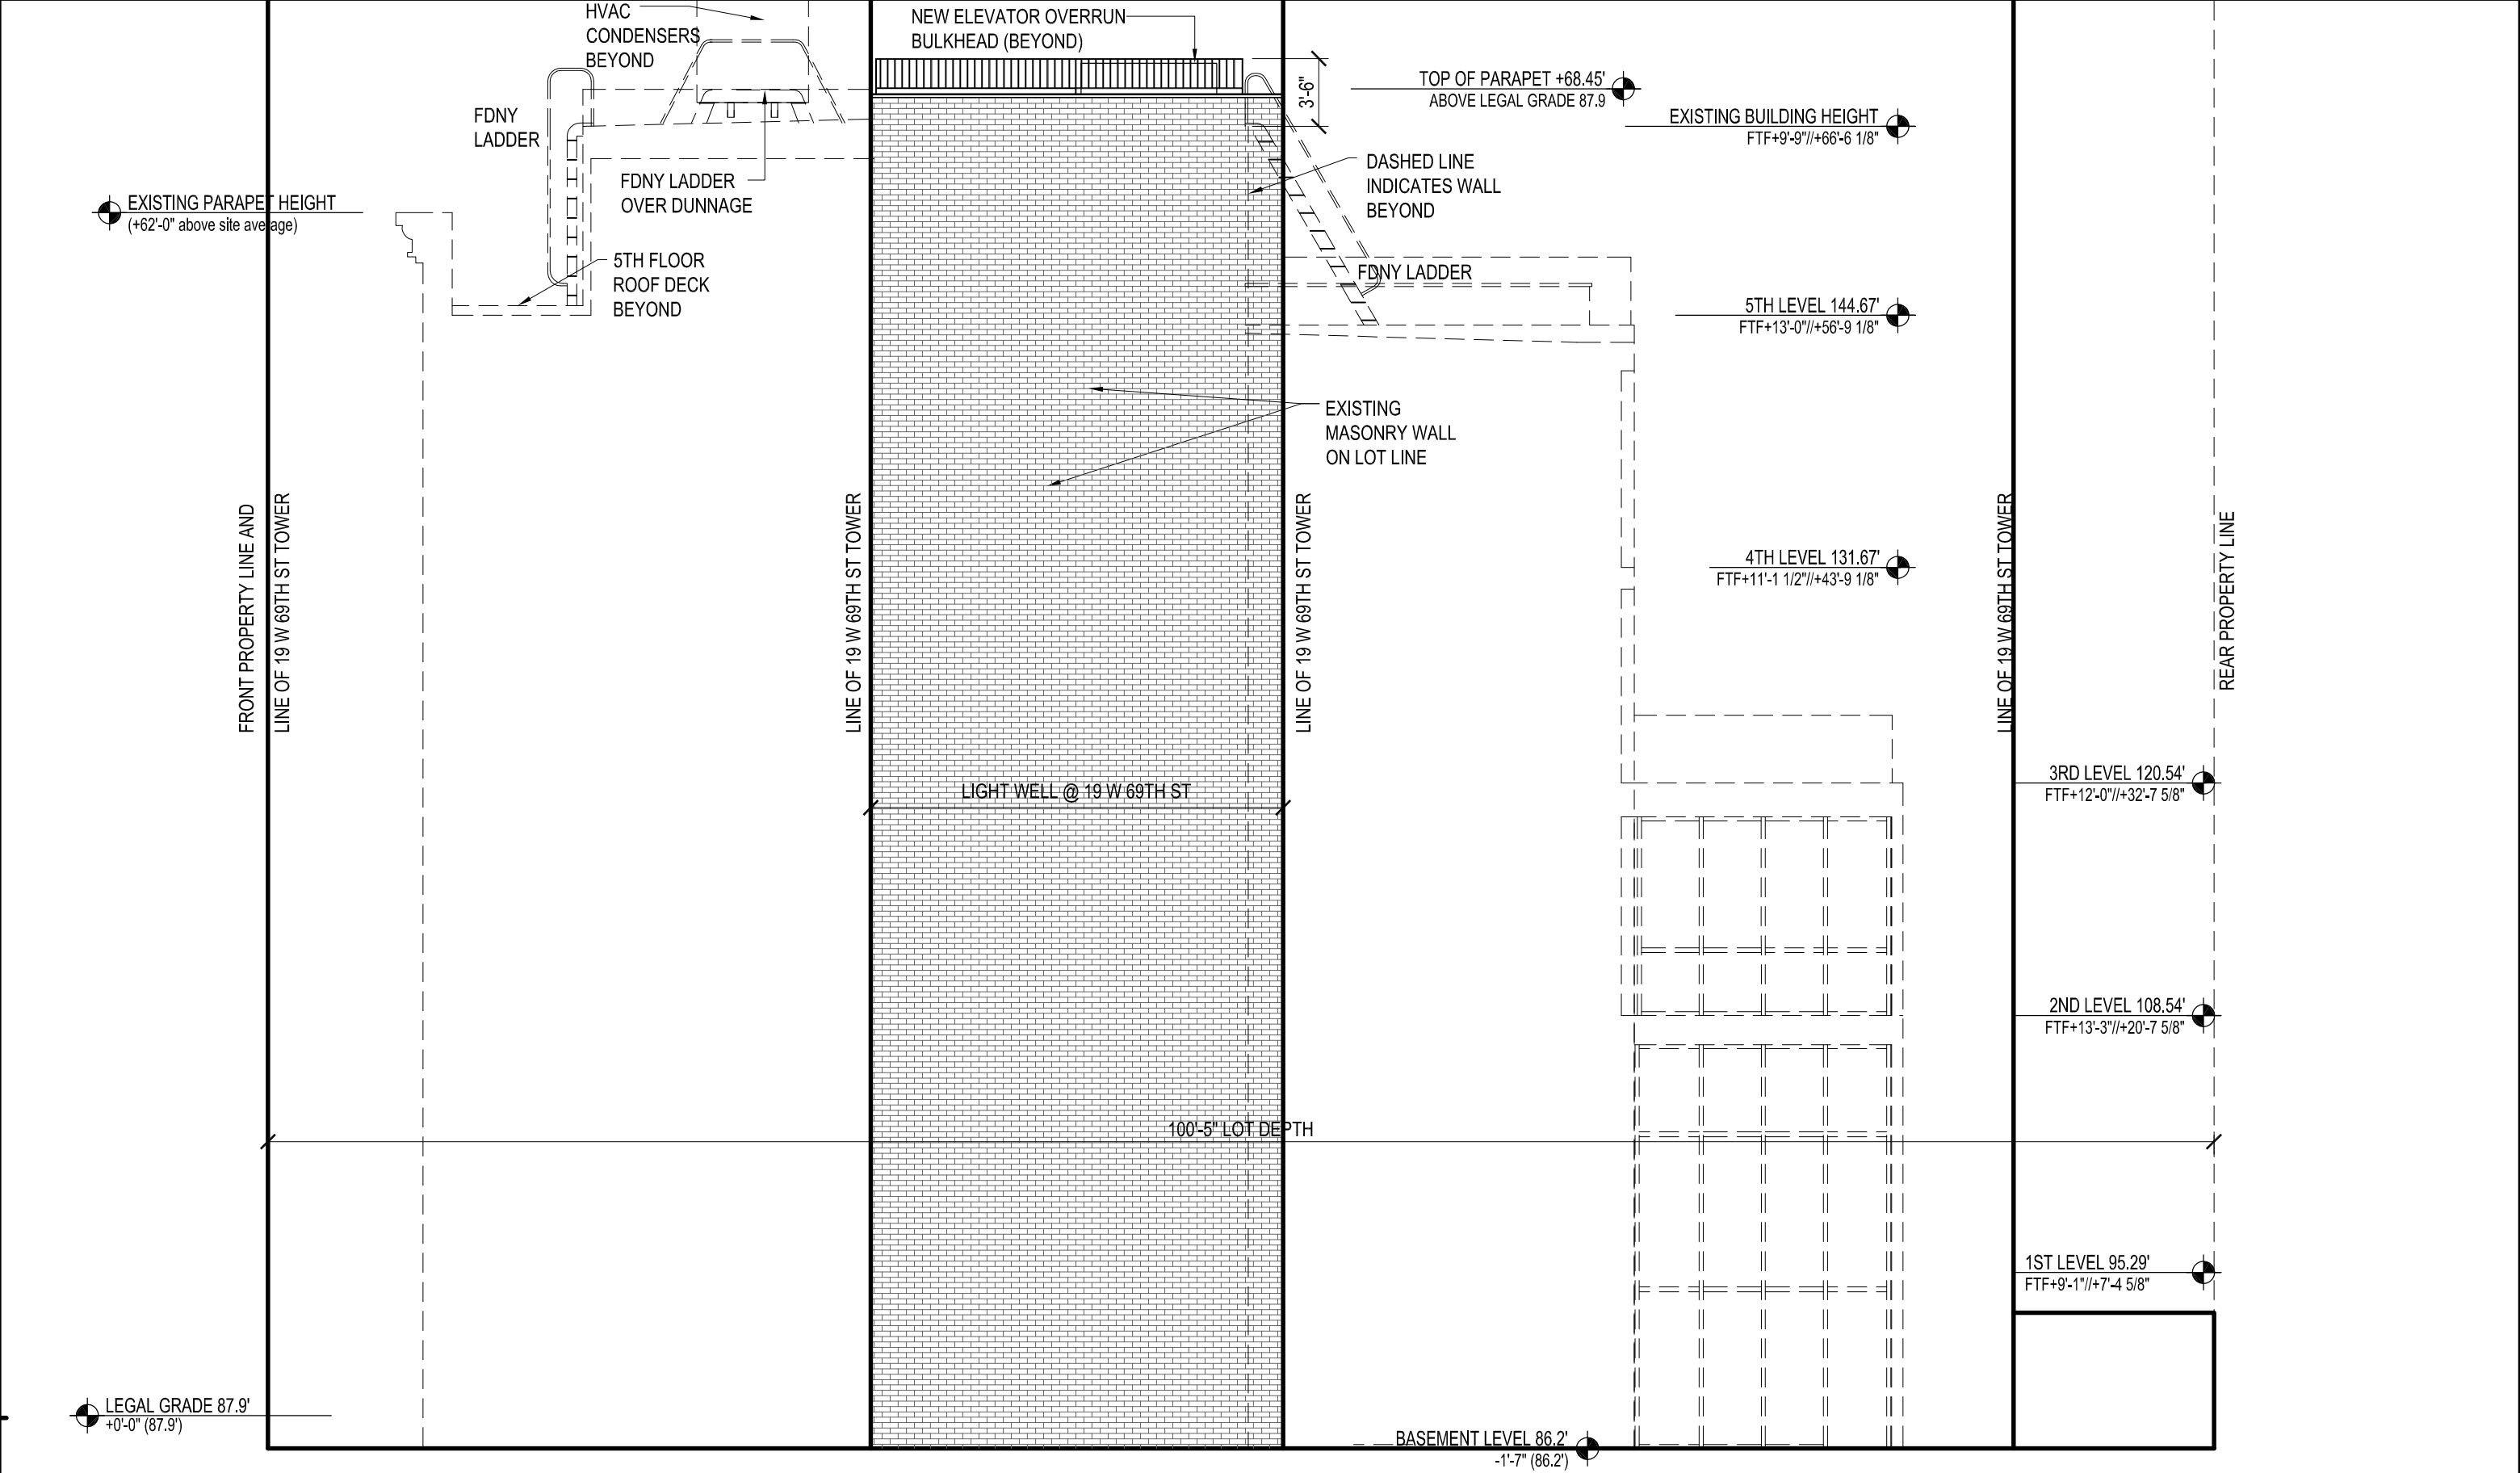 HVAC
CONDENSERS
BEYOND
NEW ELEVATOR OVERRUN
BULKHEAD (BEYOND)
3'-6"
TOP OF PARAPET +68.45'
ABOVE LEGAL GRADE 87.9
EXISTING BUILDING HEIGHT
FTF+9'-9"//+66'-6 1/8"
FDNY
LADDER
FDNY LADDER
OVER DUNNAGE
DASHED LINE
INDICATES WALL
BEYOND
EXISTING PARAPET HEIGHT
(+62'-0" above site average)
5TH FLOOR
ROOF DECK
BEYOND
FDNY LADDER
5TH LEVEL 144.67'
FTF+13'-0"//+56'-9 1/8"
EXISTING
MASONRY WALL
ON LOT LINE
FRONT PROPERTY LINE AND
LINE OF 19 W 69TH ST TOWER
LINE OF 19 W 69TH ST TOWER
LINE OF 19 W 69TH ST TOWER
4TH LEVEL 131.67'
FTF+11'-1 1/2"//+43'-9 1/8"
LINE OF 19 W 69TH ST TOWER
REAR PROPERTY LINE
LIGHT WELL @ 19 W 69TH ST
3RD LEVEL 120.54'
FTF+12'-0"//+32'-7 5/8"
2ND LEVEL 108.54'
FTF+13'-3"//+20'-7 5/8"
100'-5" LOT DEPTH
1ST LEVEL 95.29'
FTF+9'-1"//+7'-4 5/8"
LEGAL GRADE 87.9'
+0'-0" (87.9')
BASEMENT LEVEL 86.2'
-1'-7" (86.2')